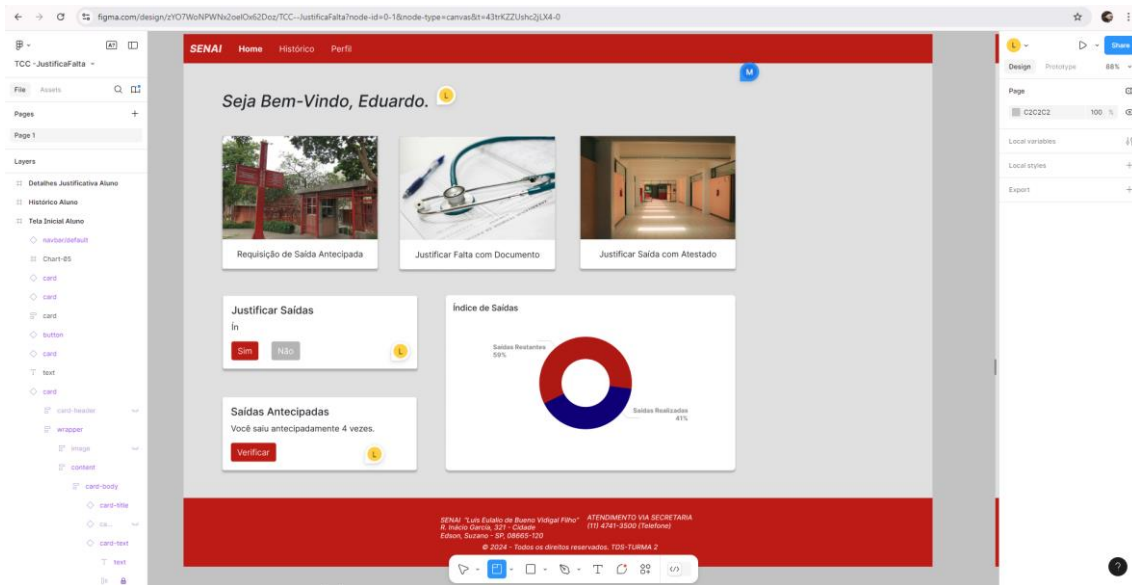 figma.com/design/zYO7WoNPWNx2oelOx62Doz/TCC--JustificaFalta?node-id=0-1&node-type=canvas&t=43trKZZUshc2jLX4-0
TCC -JustificaFalta
File Assets
Pages
Page 1
Layers
Detalhes Justificativa Aluno
Histórico Aluno
Tela Inicial Aluno
navbar/default
Chart-85
card
card
card
button
card
text
card
card-header
wrapper
image
content
card-body
card-title
ca...
card-text
text
SENAI Home Histórico Perfil
M
Seja Bem-Vindo, Eduardo.
L
Requisição de Saída Antecipada
Justificar Falta com Documento
Justificar Saída com Atestado
Justificar Saídas
Ín
Sim Não
L
Saídas Antecipadas
Você saiu antecipadamente 4 vezes.
Verificar
L
Índice de Saídas
Saídas Restantes
59%
Saídas Realizadas
41%
SENAI "Luis Eulalio de Bueno Vidigal Filho"
R. Inácio Garcia, 321 - Cidade
Edson, Suzano - SP, 08665-120
ATENDIMENTO VIA SECRETARIA
(11) 4741-3500 (Telefone)
© 2024 - Todos os direitos reservados. TDS-TURMA 2
L
Share
Design Prototype 68%
Page
C2C2C2 100 %
Local variables
Local styles
Export
?